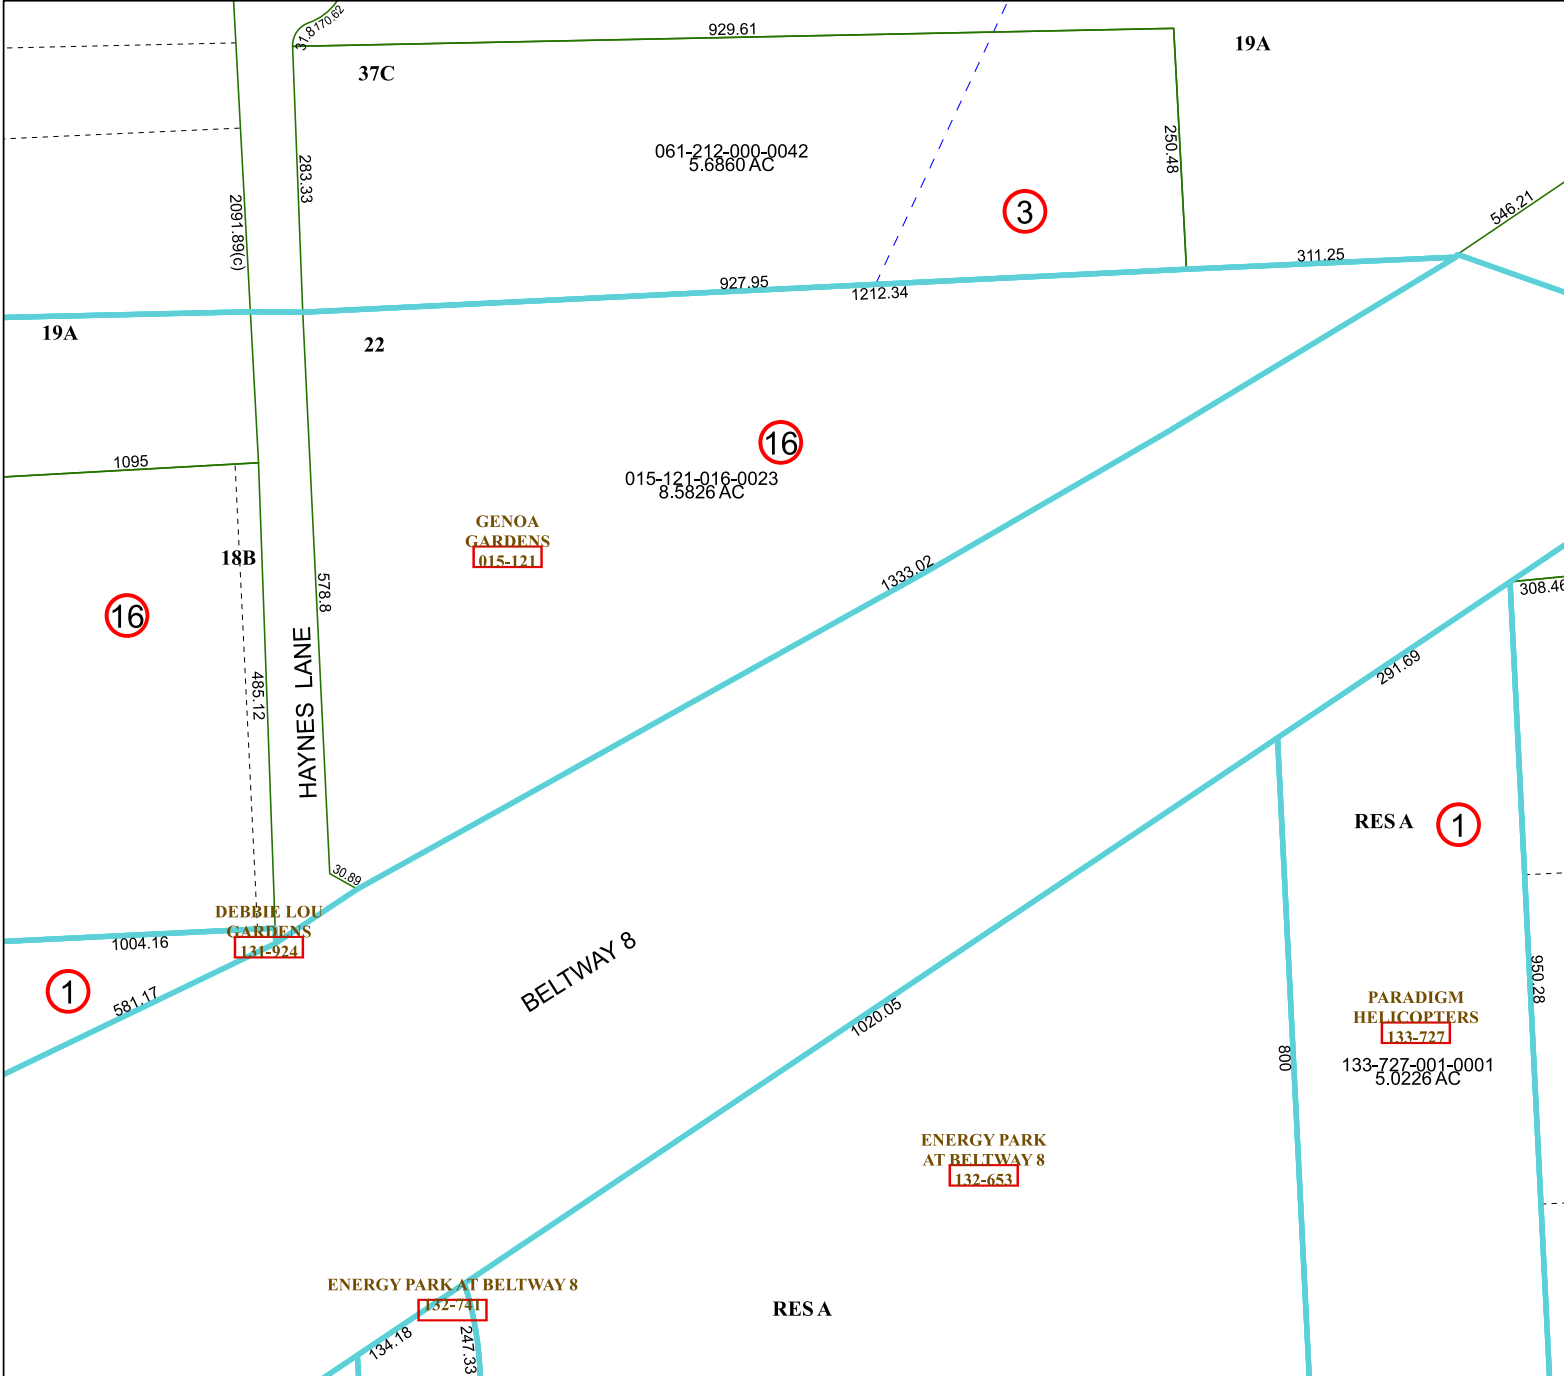 31.8
170.62
929.61
19A
37C
061-212-000-0042
5.6860 AC
250.48
283.33
3
2091.89(c)
546.21
311.25
927.95
1212.34
19A
22
16
1095
015-121-016-0023
8.5826 AC
GENOA
GARDENS
015-121
18B
1333.02
578.8
308.46
16
HAYNES LANE
485.12
291.69
RES A
1
30.89
DEBBIE LOU
GARDENS
131-924
1004.16
1
581.17
BELTWAY 8
950.28
1020.05
PARADIGM
HELICOPTERS
133-727
133-727-001-0001
5.0226 AC
800
ENERGY PARK
AT BELTWAY 8
132-653
ENERGY PARK AT BELTWAY 8
132-741
RES A
134.18
247.33